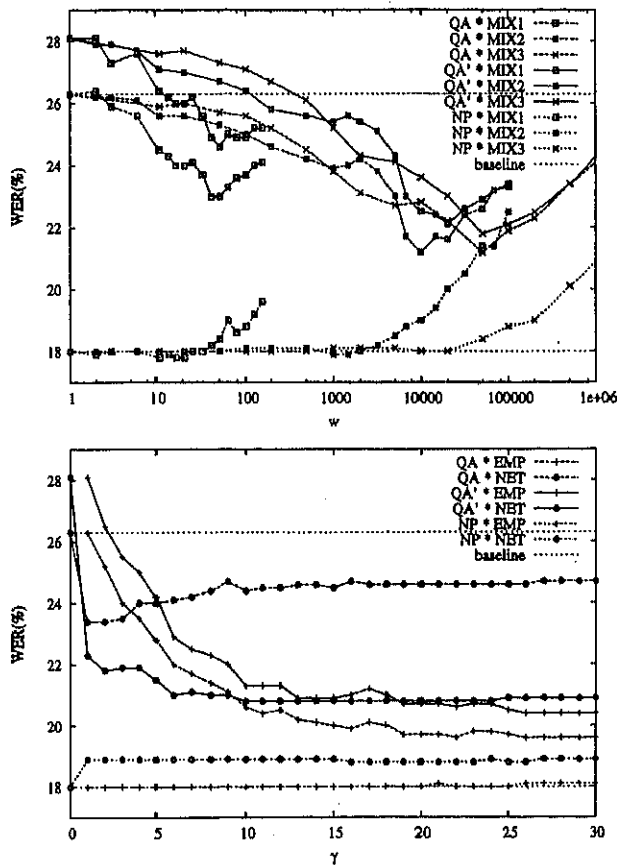 28
26
24
22
20
18
WER(%)
1
10
100
1000
10000
100000
1e+06
w
QA * MIX1
QA * MIX2
QA * MIX3
QA' * MIX1
QA' * MIX2
QA' * MIX3
NP * MIX1
NP * MIX2
NP * MIX3
baseline
28
26
24
22
20
18
WER(%)
0
5
10
15
20
25
30
γ
QA * EMP
QA * NET
QA' * EMP
QA' * NET
NP * EMP
NP * NET
baseline